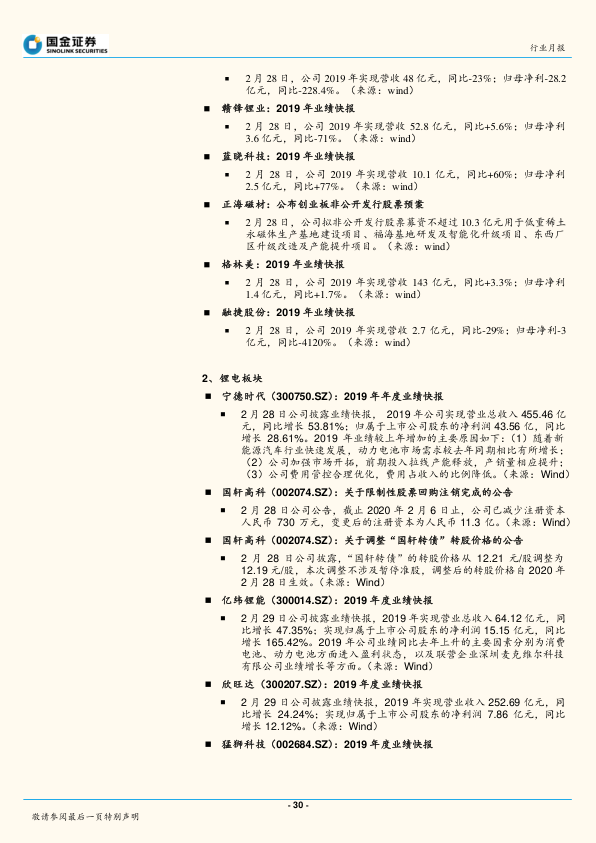 国金证券
SINOLINK SECURITIES
行业月报
2 月 28 日，公司 2019 年实现营收 48 亿元，同比-23%；归母净利-28.2
亿元，同比-228.4%。（来源：wind）
赣锋锂业：2019 年业绩快报
2 月 28 日，公司 2019 年实现营收 52.8 亿元，同比+5.6%；归母净利
3.6 亿元，同比-71%。（来源：wind）
蓝晓科技：2019 年业绩快报
2 月 28 日，公司 2019 年实现营收 10.1 亿元，同比+60%；归母净利
2.5 亿元，同比+77%。（来源：wind）
正海磁材：公布创业板非公开发行股票预案
2 月 28 日，公司拟非公开发行股票募资不超过 10.3 亿元用于低重稀土
永磁体生产基地建设项目、福海基地研发及智能化升级项目、东西厂
区升级改造及产能提升项目。（来源：wind）
格林美：2019 年业绩快报
2 月 28 日，公司 2019 年实现营收 143 亿元，同比+3.3%；归母净利
1.4 亿元，同比+1.7%。（来源：wind）
融捷股份：2019 年业绩快报
2 月 28 日，公司 2019 年实现营收 2.7 亿元，同比-29%；归母净利-3
亿元，同比-4120%。（来源：wind）
2、锂电板块
宁德时代（300750.SZ）：2019 年年度业绩快报
2 月 28 日公司披露业绩快报， 2019 年公司实现营业总收入 455.46 亿
元，同比增长 53.81%；归属于上市公司股东的净利润 43.56 亿，同比
增长 28.61%。2019 年业绩较上年增加的主要原因如下：（1）随着新
能源汽车行业快速发展，动力电池市场需求较去年同期相比有所增长；
（2）公司加强市场开拓，前期投入拉线产能释放，产销量相应提升；
（3）公司费用管控合理优化，费用占收入的比例降低。（来源：Wind）
国轩高科（002074.SZ）：关于限制性股票回购注销完成的公告
2 月 28 日公司公告，截止 2020 年 2 月 6 日止，公司已减少注册资本
人民币 730 万元，变更后的注册资本为人民币 11.3 亿。（来源：Wind）
国轩高科（002074.SZ）：关于调整“国轩转债”转股价格的公告
2 月 28 日公司披露，“国轩转债”的转股价格从 12.21 元/股调整为
12.19 元/股，本次调整不涉及暂停准股，调整后的转股价格自 2020 年
2 月 28 日生效。（来源：Wind）
亿纬锂能（300014.SZ）：2019 年度业绩快报
2 月 29 日公司披露业绩快报，2019 年实现营业总收入 64.12 亿元，同
比增长 47.35%；实现归属于上市公司股东的净利润 15.15 亿元，同比
增长 165.42%。2019 年公司业绩同比去年上升的主要因素分别为消费
电池、动力电池方面进入盈利状态，以及联营企业深圳麦克维尔科技
有限公司业绩增长等方面。（来源：Wind）
欣旺达（300207.SZ）：2019 年度业绩快报
2 月 29 日公司披露业绩快报，2019 年实现营业收入 252.69 亿元，同
比增长 24.24%；实现归属于上市公司股东的净利润 7.86 亿元，同比
增长 12.12%。（来源：Wind）
猛狮科技（002684.SZ）：2019 年度业绩快报
- 30 -
敬请参阅最后一页特别声明